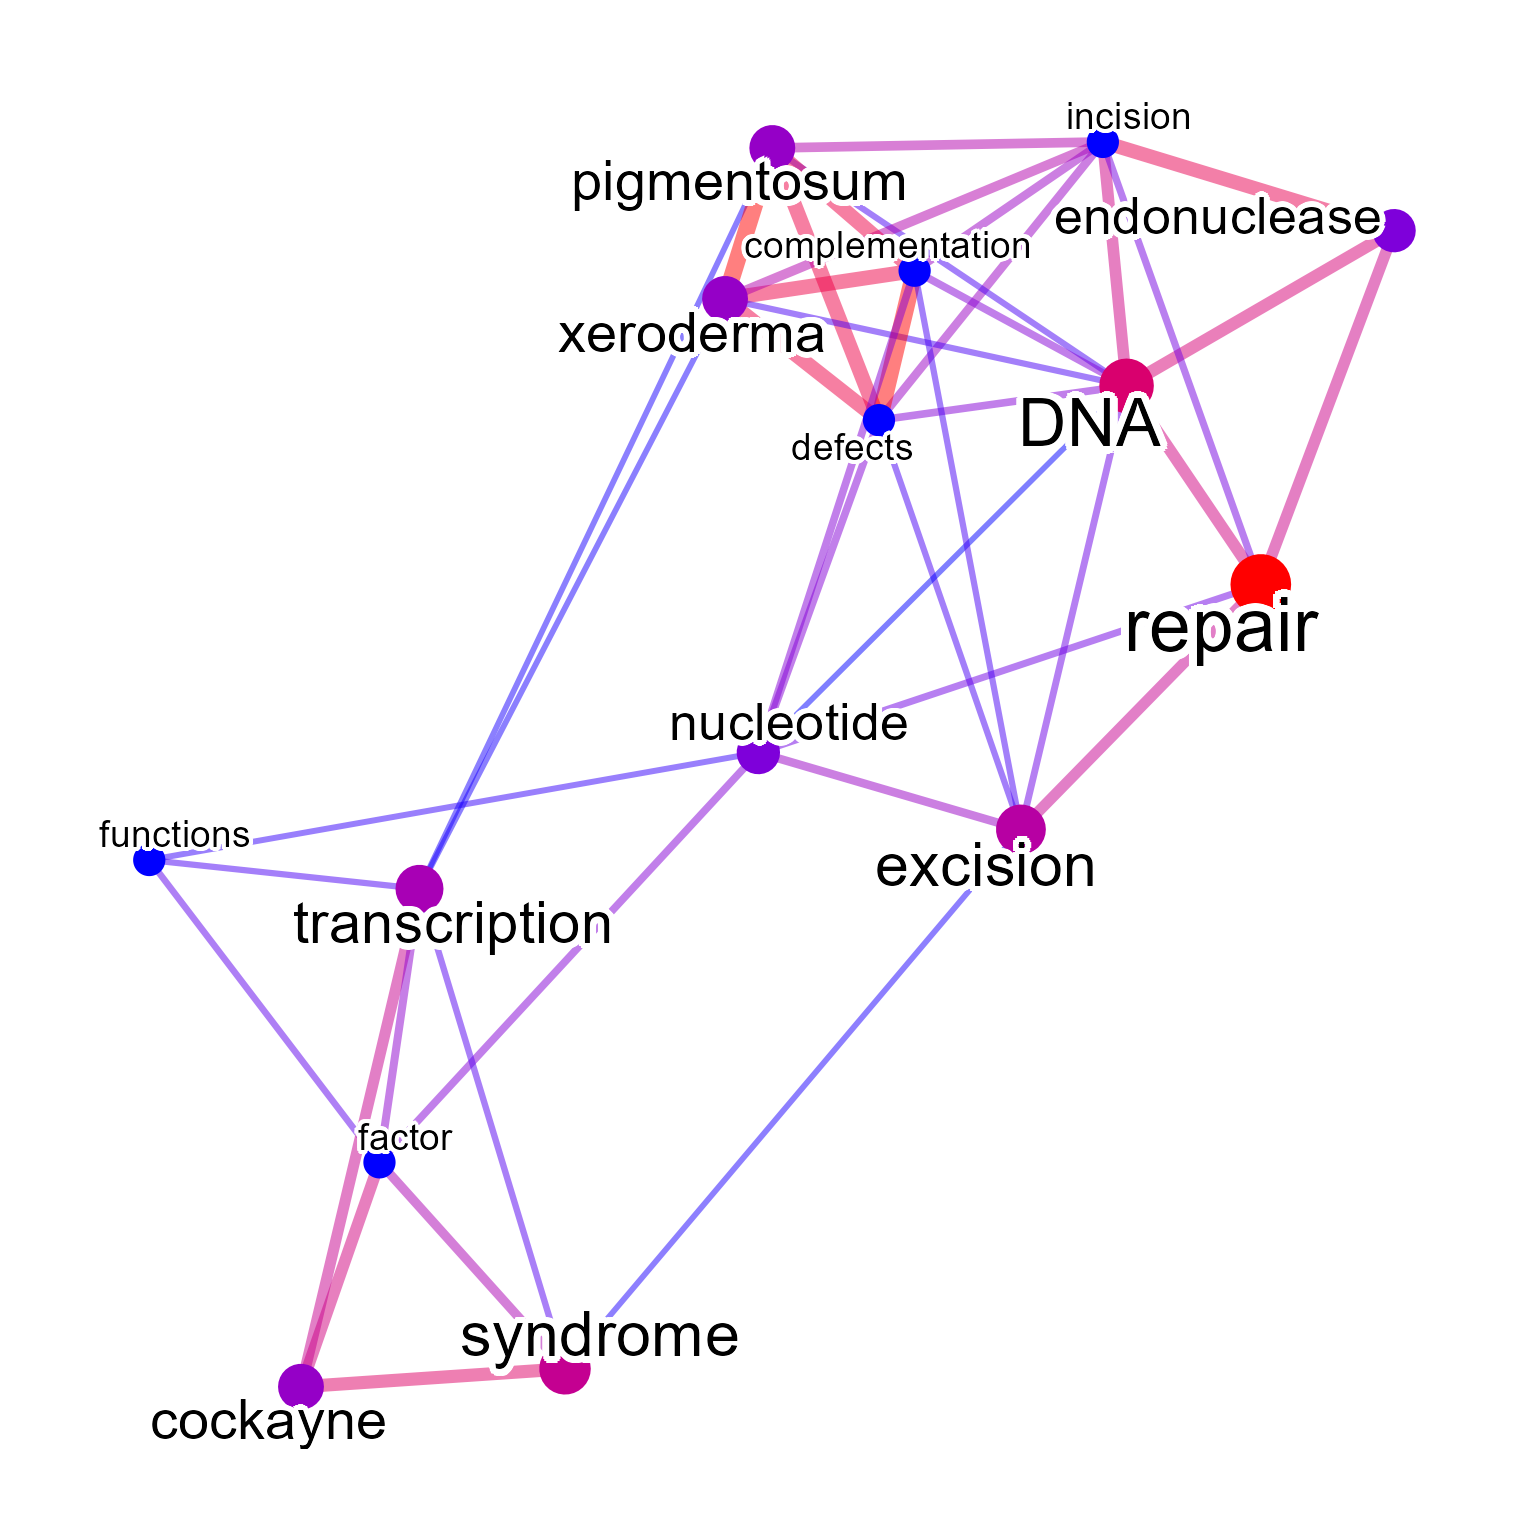 incision
pigmentosum
endonuclease
complementation
xeroderma
DNA
defects
repair
nucleotide
functions
excision
transcription
factor
syndrome
cockayne